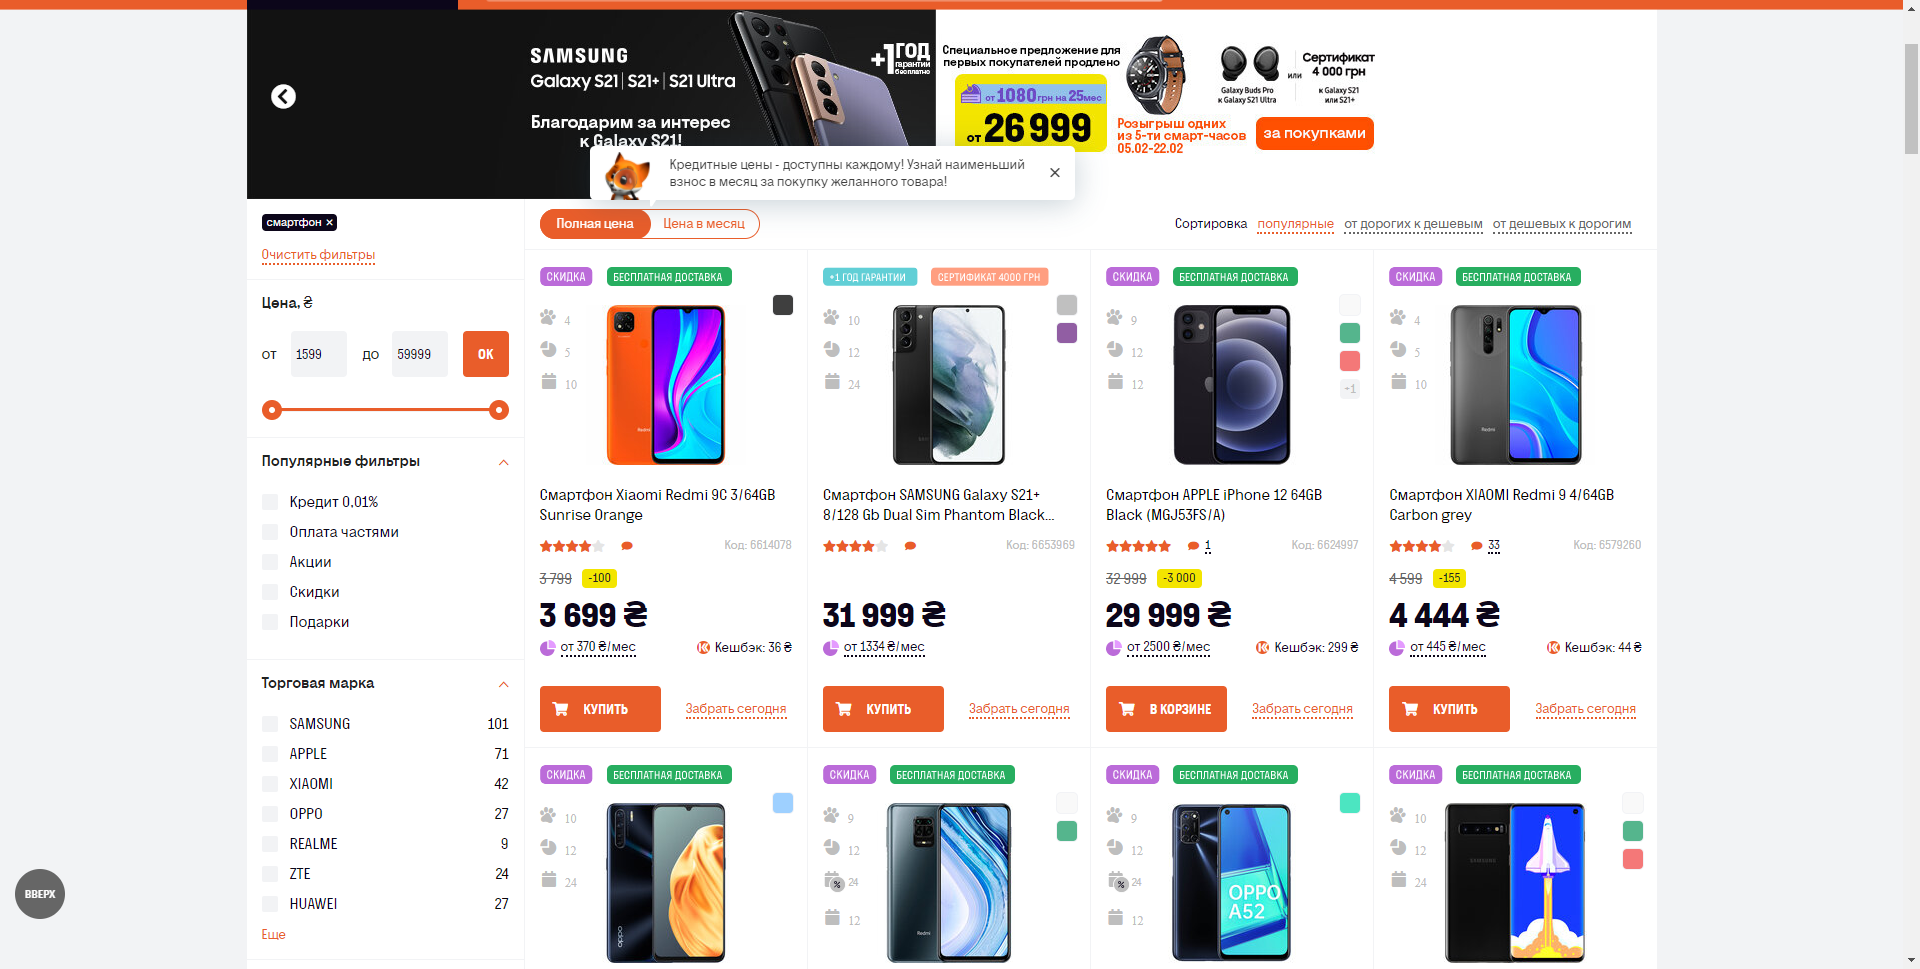 SAMSUNG
Galaxy S21 | S21+ | S21 Ultra
Благодарим за интерес
к Galaxy S21!
+1 ГОД
гарантии
бесплатно
Специальное предложение для
первых покупателей продлено
от 1080 грн на 25 мес
от 26 999
Розыгрыш одних
из 5-ти смарт-часов
05.02-22.02
Galaxy Buds Pro
к Galaxy S21 Ultra
или
Сертификат
4 000 грн
к Galaxy S21
или S21+
за покупками
Кредитные цены - доступны каждому! Узнай наименьший
взнос в месяц за покупку желанного товара!
смартфон ×
Очистить фильтры
Цена, ₴
от 1599 до 59999 ОК
Популярные фильтры
Кредит 0,01%
Оплата частями
Акции
Скидки
Подарки
Торговая марка
SAMSUNG 101
APPLE 71
XIAOMI 42
OPPO 27
REALME 9
ZTE 24
HUAWEI 27
Еще
ВВЕРХ
Полная цена Цена в месяц
Сортировка популярные от дорогих к дешевым от дешевых к дорогим
СКИДКА БЕСПЛАТНАЯ ДОСТАВКА
4
5
10
Redmi
Смартфон Xiaomi Redmi 9C 3/64GB
Sunrise Orange
Код: 6614078
3 799 -100
3 699 ₴
от 370 ₴/мес Кешбэк: 36 ₴
КУПИТЬ Забрать сегодня
+1 ГОД ГАРАНТИИ СЕРТИФИКАТ 4000 ГРН
10
12
24
Смартфон SAMSUNG Galaxy S21+
8/128 Gb Dual Sim Phantom Black...
Код: 6653969
31 999 ₴
от 1334 ₴/мес
КУПИТЬ Забрать сегодня
СКИДКА БЕСПЛАТНАЯ ДОСТАВКА
9
12
12
+1
Смартфон APPLE iPhone 12 64GB
Black (MGJ53FS/A)
1 Код: 6624997
32 999 -3 000
29 999 ₴
от 2500 ₴/мес Кешбэк: 299 ₴
В КОРЗИНЕ Забрать сегодня
СКИДКА БЕСПЛАТНАЯ ДОСТАВКА
4
5
10
Redmi
Смартфон XIAOMI Redmi 9 4/64GB
Carbon grey
33 Код: 6579260
4 599 -155
4 444 ₴
от 445 ₴/мес Кешбэк: 44 ₴
КУПИТЬ Забрать сегодня
СКИДКА БЕСПЛАТНАЯ ДОСТАВКА
10
12
24
oppo
СКИДКА БЕСПЛАТНАЯ ДОСТАВКА
9
12
% 24
12
Redmi
СКИДКА БЕСПЛАТНАЯ ДОСТАВКА
9
12
% 24
12
OPPO
A52
СКИДКА БЕСПЛАТНАЯ ДОСТАВКА
10
12
24
SAMSUNG